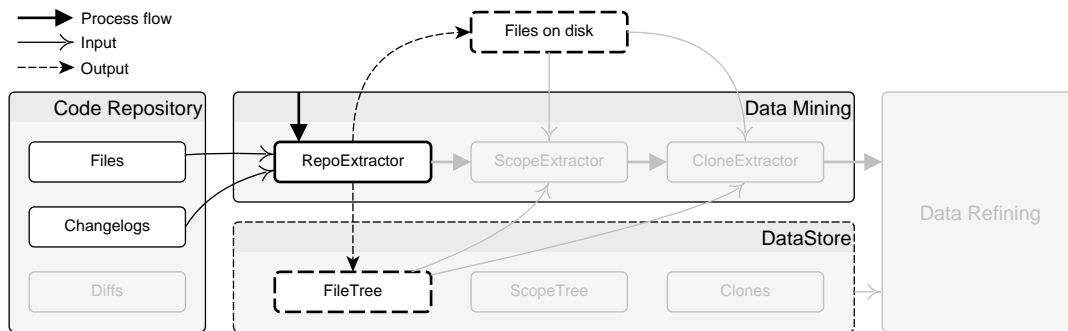 Process flow
Input
Output
Files on disk
Code Repository
Data Mining
Files
RepoExtractor
ScopeExtractor
CloneExtractor
Changelogs
Data Refining
DataStore
Diffs
FileTree
ScopeTree
Clones